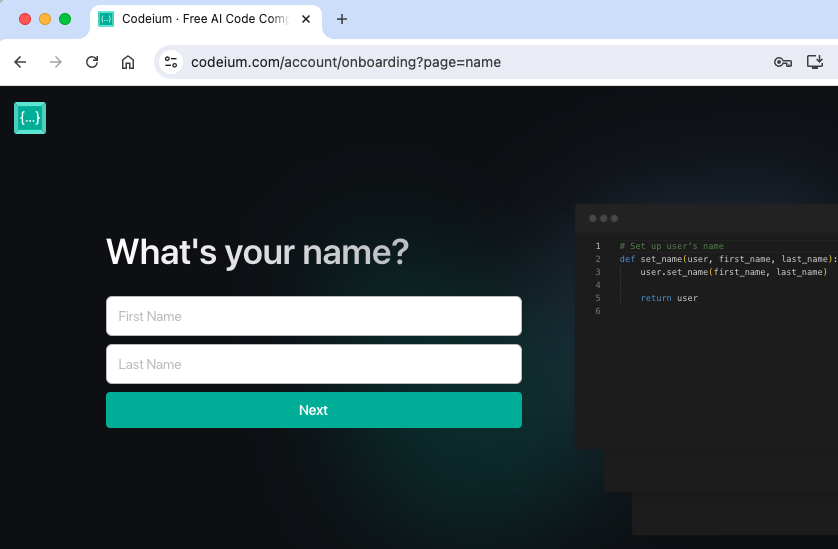 Codeium · Free AI Code Comp
codeium.com/account/onboarding?page=name
{...}
What's your name?
First Name
Last Name
Next
1 # Set up user's name
2 def set_name(user, first_name, last_name):
3 user.set_name(first_name, last_name)
4
5 return user
6